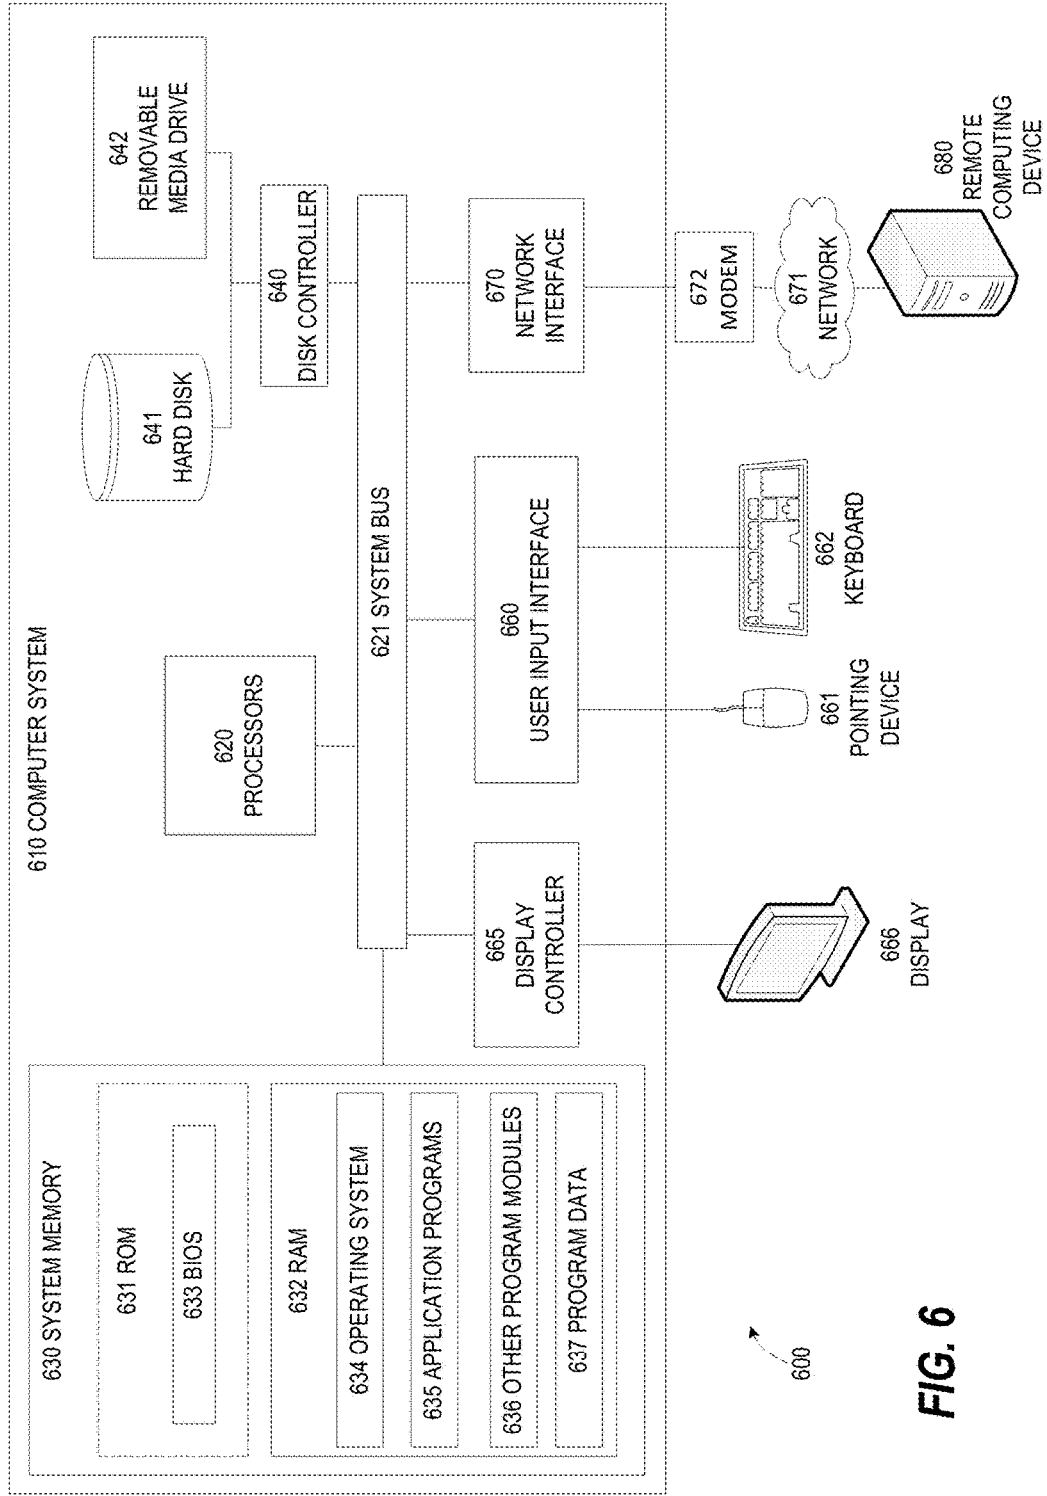 610 COMPUTER SYSTEM
630 SYSTEM MEMORY
631 ROM
633 BIOS
632 RAM
634 OPERATING SYSTEM
635 APPLICATION PROGRAMS
636 OTHER PROGRAM MODULES
637 PROGRAM DATA
620
PROCESSORS
641
HARD DISK
642
REMOVABLE
MEDIA DRIVE
640
DISK CONTROLLER
621 SYSTEM BUS
665
DISPLAY
CONTROLLER
660
USER INPUT INTERFACE
670
NETWORK
INTERFACE
672
MODEM
671
NETWORK
680
REMOTE
COMPUTING
DEVICE
666
DISPLAY
661
POINTING
DEVICE
662
KEYBOARD
600
FIG. 6